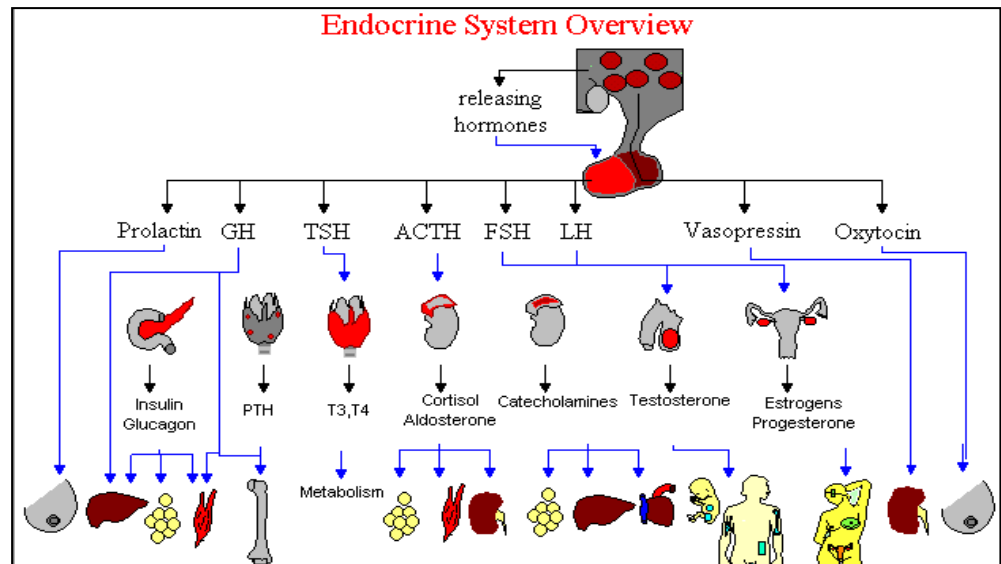 Endocrine System Overview
releasing
hormones
Prolactin GH TSH ACTH FSH LH Vasopressin Oxytocin
Insulin
Glucagon
PTH
T3,T4
Cortisol
Aldosterone
Catecholamines
Testosterone
Estrogens
Progesterone
Metabolism